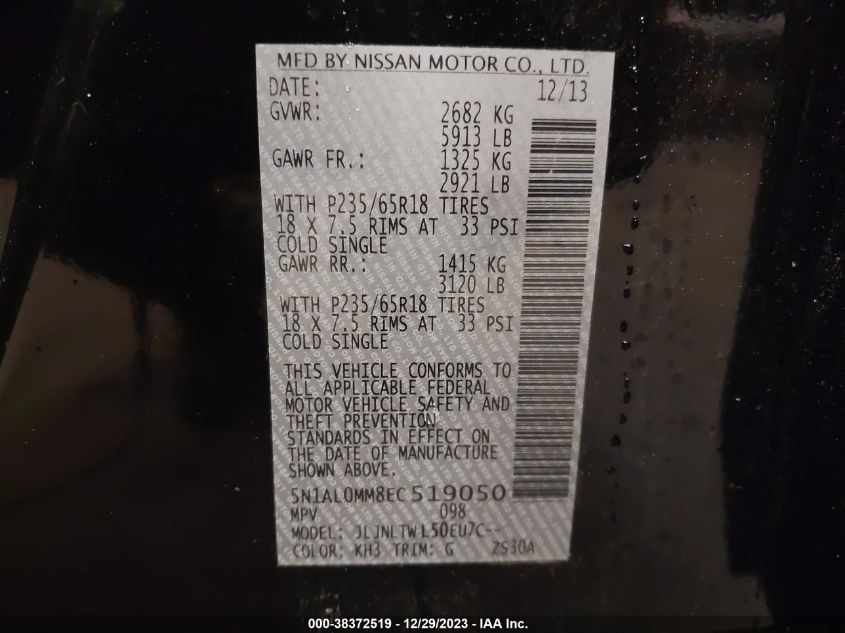 MFD BY NISSAN MOTOR CO., LTD.
DATE: 12/13
GVWR: 2682 KG
5913 LB
GAWR FR.: 1325 KG
2921 LB
WITH P235/65R18 TIRES
18 X 7.5 RIMS AT 33 PSI
COLD SINGLE
GAWR RR.: 1415 KG
3120 LB
WITH P235/65R18 TIRES
18 X 7.5 RIMS AT 33 PSI
COLD SINGLE
THIS VEHICLE CONFORMS TO
ALL APPLICABLE FEDERAL
MOTOR VEHICLE SAFETY AND
THEFT PREVENTION
STANDARDS IN EFFECT ON
THE DATE OF MANUFACTURE
SHOWN ABOVE.
5N1AL0MM8EC519050
MPV 098
MODEL: JLJNLTWL50EU7C--
COLOR: KH3 TRIM: G ZS30A
000-38372519 - 12/29/2023 - IAA Inc.